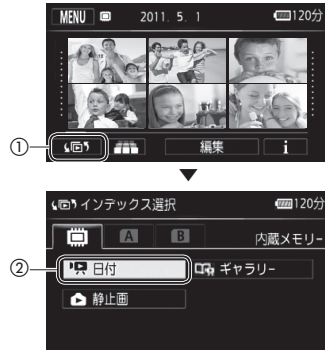 MENU 2011. 5. 1 120分
① 編集 i
インデックス選択 120分
A B 内蔵メモリー
② 日付 ギャラリー
静止画